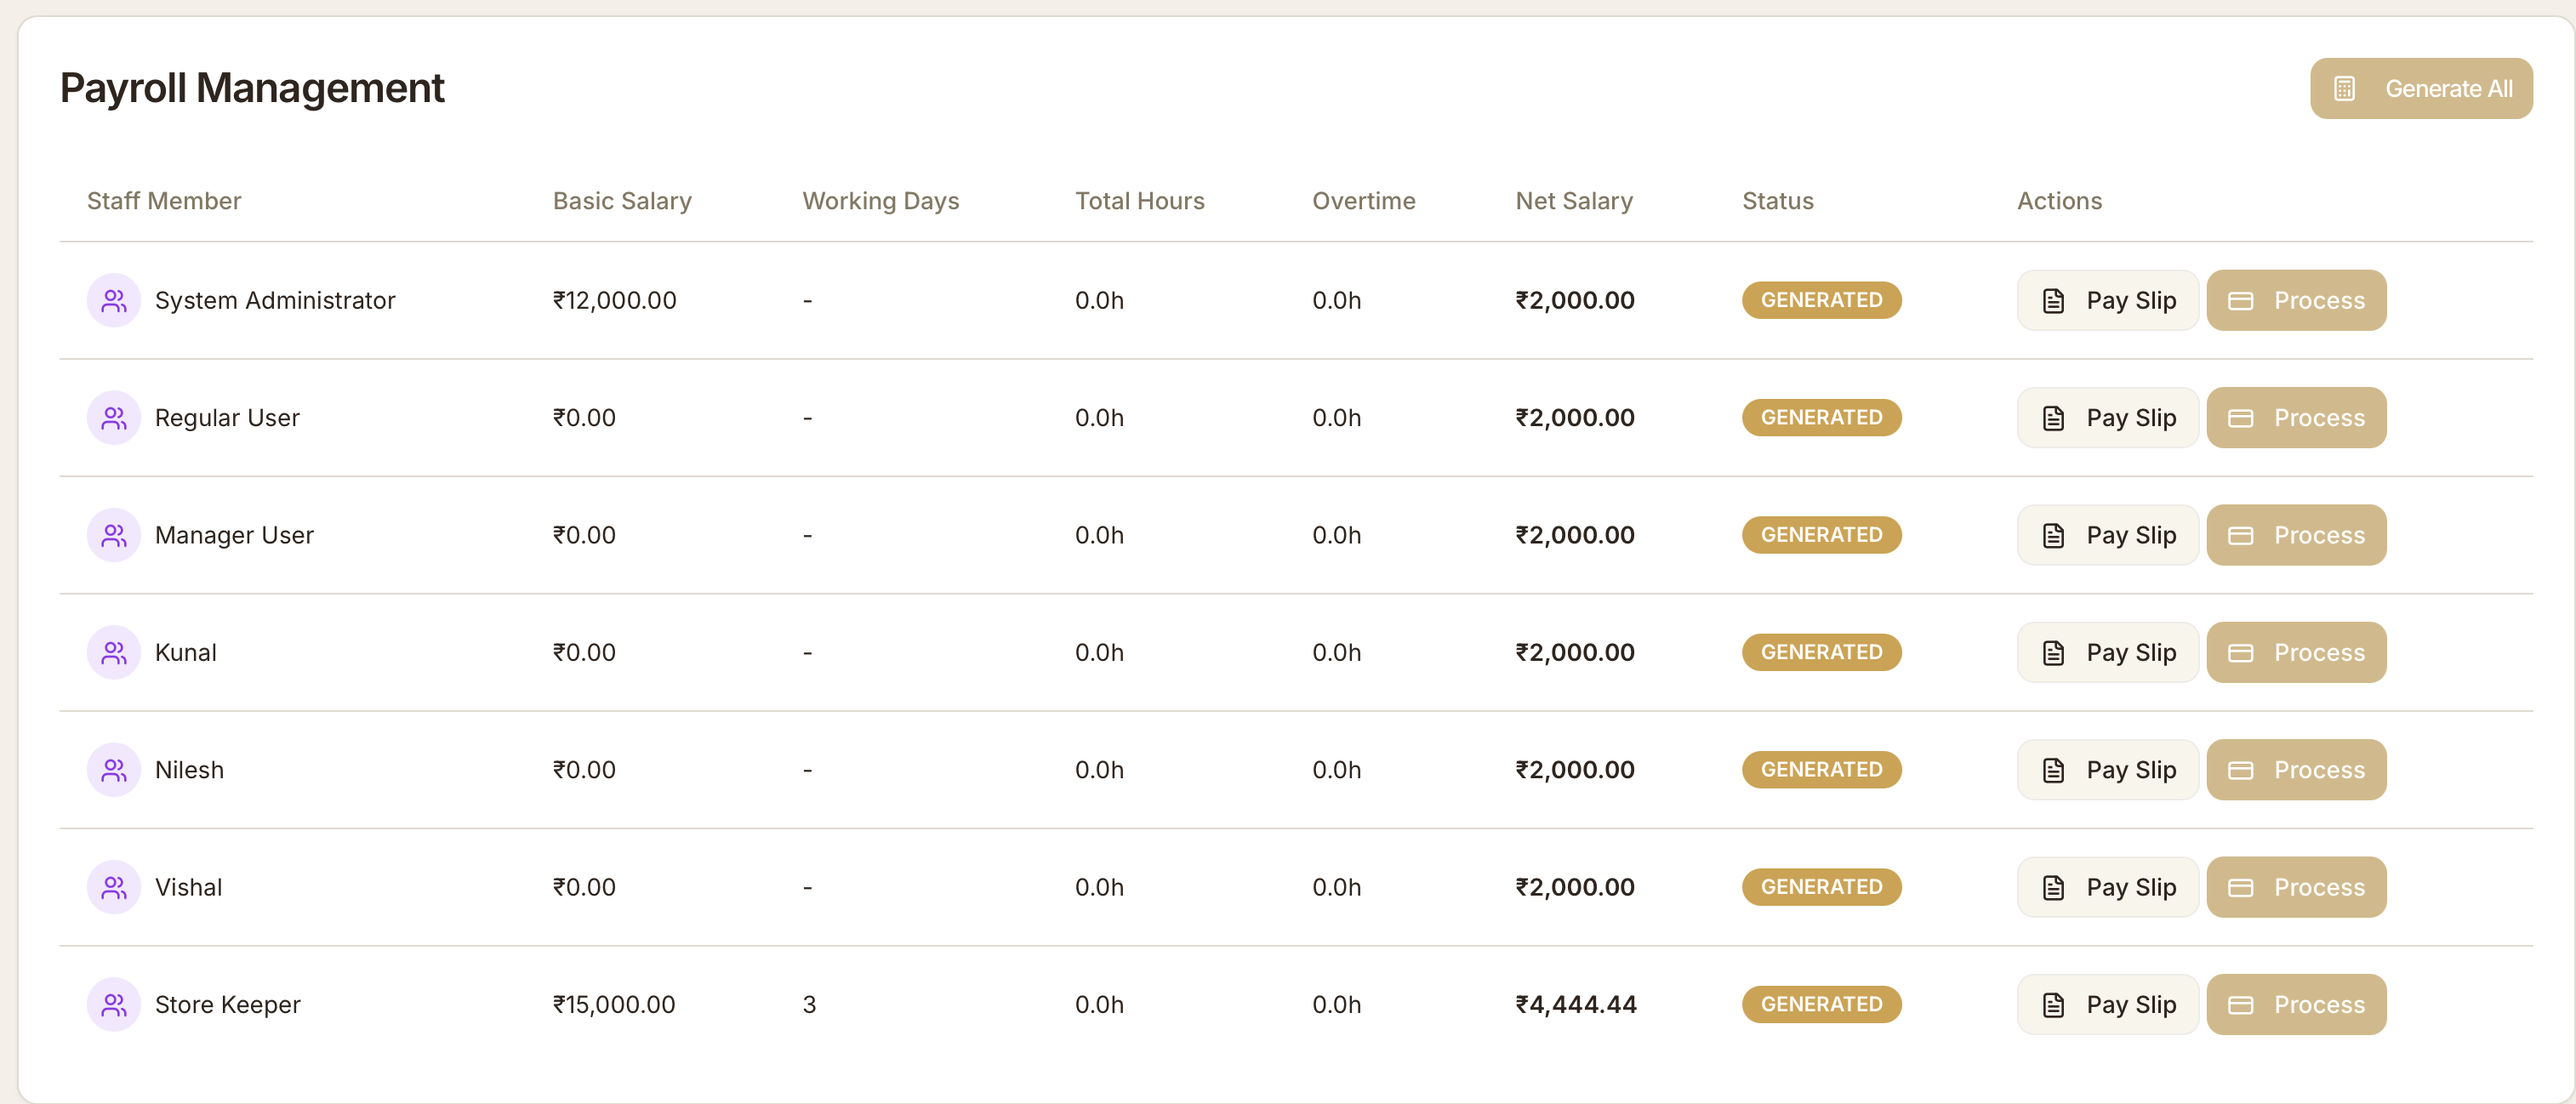 Payroll Management
Generate All
Staff Member Basic Salary Working Days Total Hours Overtime Net Salary Status Actions
System Administrator ₹12,000.00 - 0.0h 0.0h ₹2,000.00 GENERATED Pay Slip Process
Regular User ₹0.00 - 0.0h 0.0h ₹2,000.00 GENERATED Pay Slip Process
Manager User ₹0.00 - 0.0h 0.0h ₹2,000.00 GENERATED Pay Slip Process
Kunal ₹0.00 - 0.0h 0.0h ₹2,000.00 GENERATED Pay Slip Process
Nilesh ₹0.00 - 0.0h 0.0h ₹2,000.00 GENERATED Pay Slip Process
Vishal ₹0.00 - 0.0h 0.0h ₹2,000.00 GENERATED Pay Slip Process
Store Keeper ₹15,000.00 3 0.0h 0.0h ₹4,444.44 GENERATED Pay Slip Process